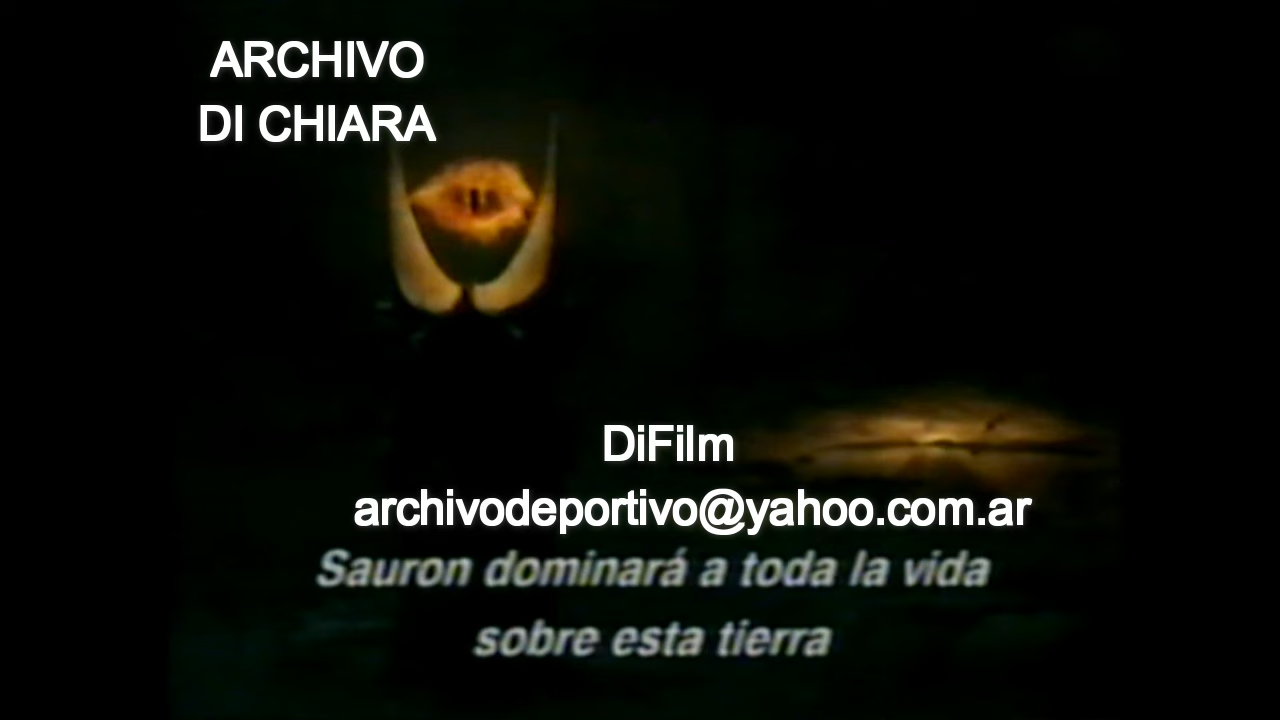 ARCHIVO
DI CHIARA
DiFilm
archivodeportivo@yahoo.com.ar
Sauron dominará a toda la vida
sobre esta tierra